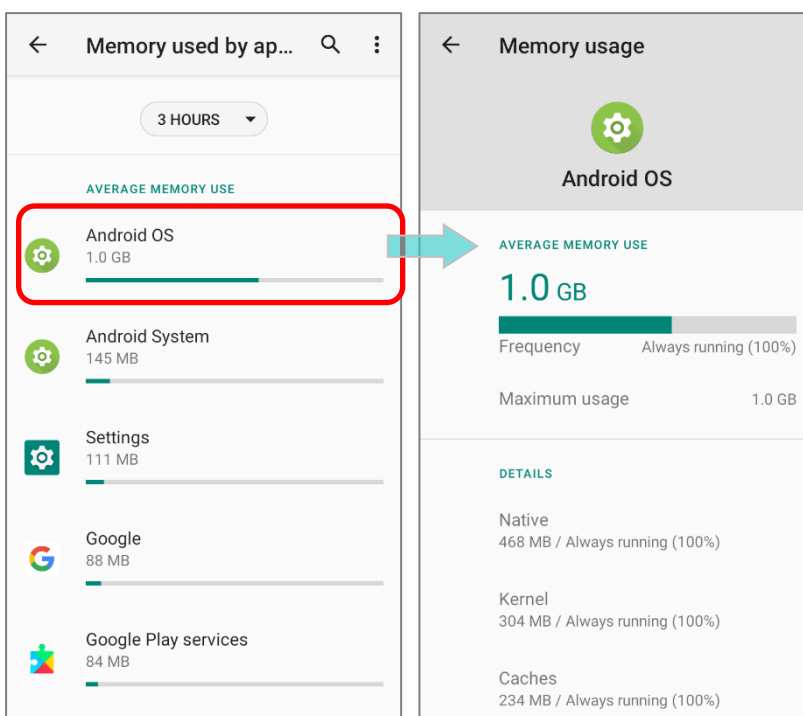 Memory used by ap...
3 HOURS
AVERAGE MEMORY USE
Android OS
1.0 GB
Android System
145 MB
Settings
111 MB
Google
88 MB
Google Play services
84 MB
Memory usage
Android OS
AVERAGE MEMORY USE
1.0 GB
Frequency Always running (100%)
Maximum usage 1.0 GB
DETAILS
Native
468 MB / Always running (100%)
Kernel
304 MB / Always running (100%)
Caches
234 MB / Always running (100%)